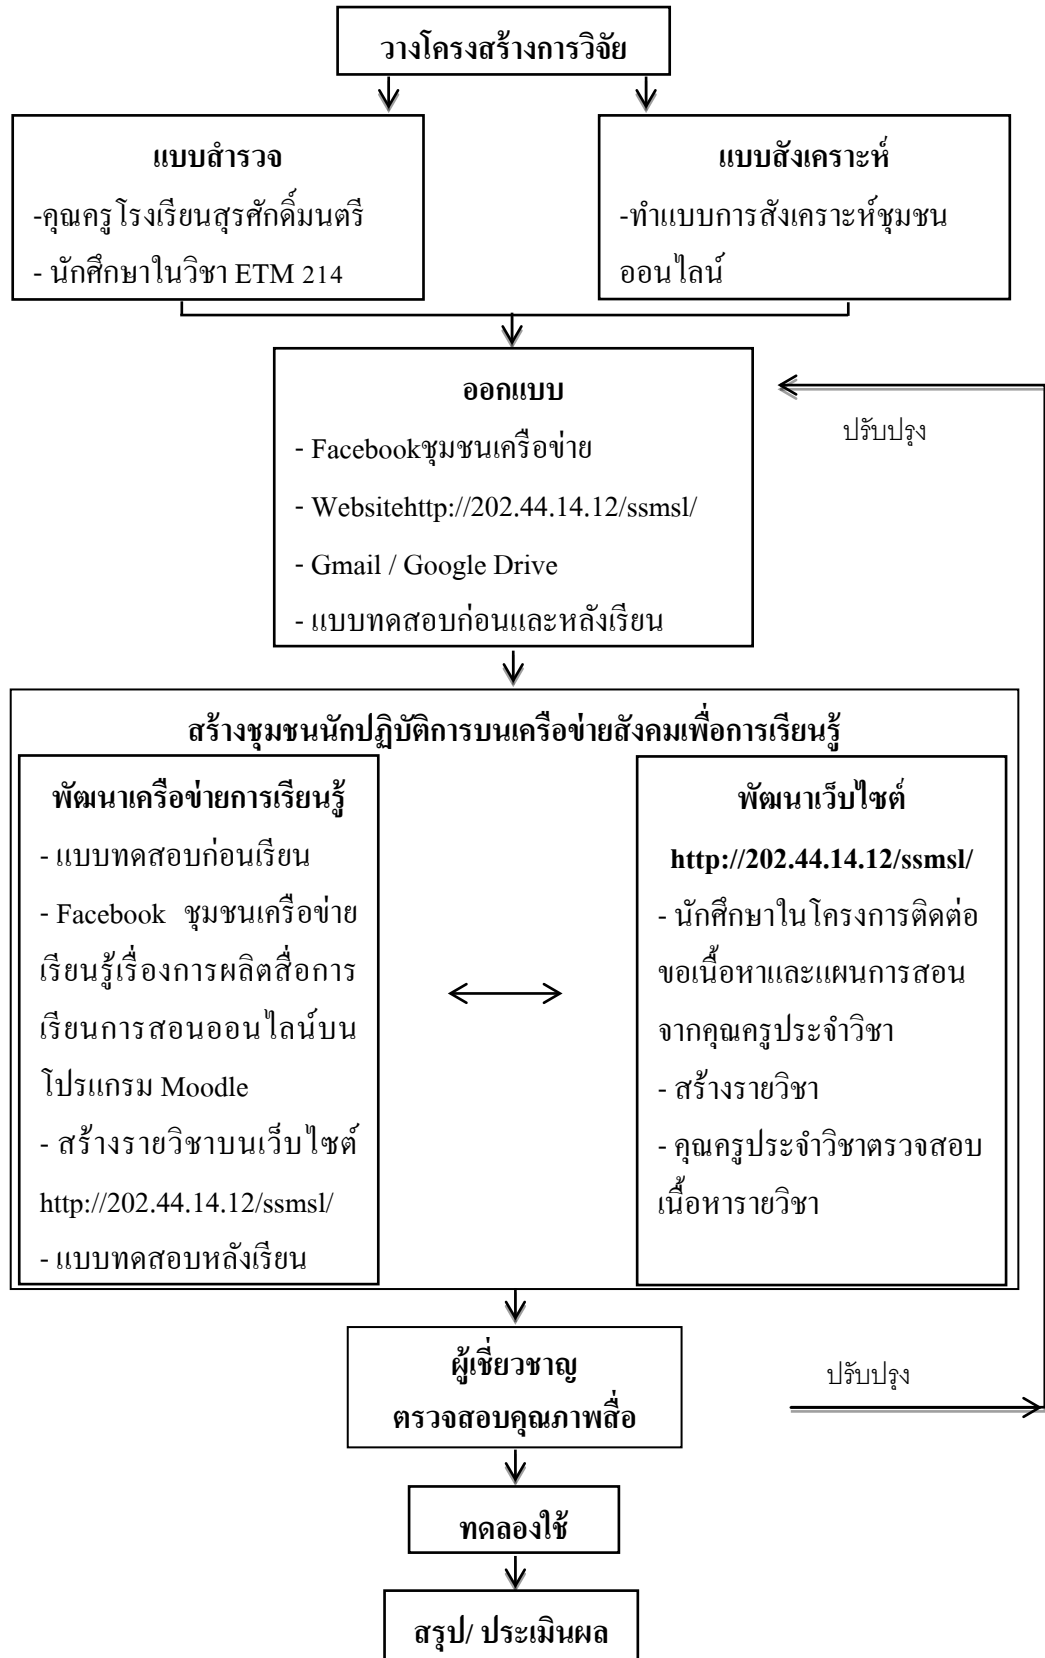 วางโครงสร้างการวิจัย
แบบสำรวจ
-คุณครูโรงเรียนสุรศักดิ์มนตรี
- นักศึกษาในวิชา ETM 214
แบบสังเคราะห์
-ทำแบบการสังเคราะห์ชุมชน
ออนไลน์
ออกแบบ
- Facebookชุมชนเครือข่าย
- Websitehttp://202.44.14.12/ssmsl/
- Gmail / Google Drive
- แบบทดสอบก่อนและหลังเรียน
ปรับปรุง
สร้างชุมชนนักปฏิบัติการบนเครือข่ายสังคมเพื่อการเรียนรู้
พัฒนาเครือข่ายการเรียนรู้
- แบบทดสอบก่อนเรียน
- Facebook ชุมชนเครือข่าย
เรียนรู้เรื่องการผลิตสื่อการ
เรียนการสอนออนไลน์บน
โปรแกรม Moodle
- สร้างรายวิชาบนเว็บไซต์
http://202.44.14.12/ssmsl/
- แบบทดสอบหลังเรียน
พัฒนาเว็บไซต์
http://202.44.14.12/ssmsl/
- นักศึกษาในโครงการติดต่อ
ขอเนื้อหาและแผนการสอน
จากคุณครูประจำวิชา
- สร้างรายวิชา
- คุณครูประจำวิชาตรวจสอบ
เนื้อหารายวิชา
ผู้เชี่ยวชาญ
ตรวจสอบคุณภาพสื่อ
ปรับปรุง
ทดลองใช้
สรุป/ ประเมินผล